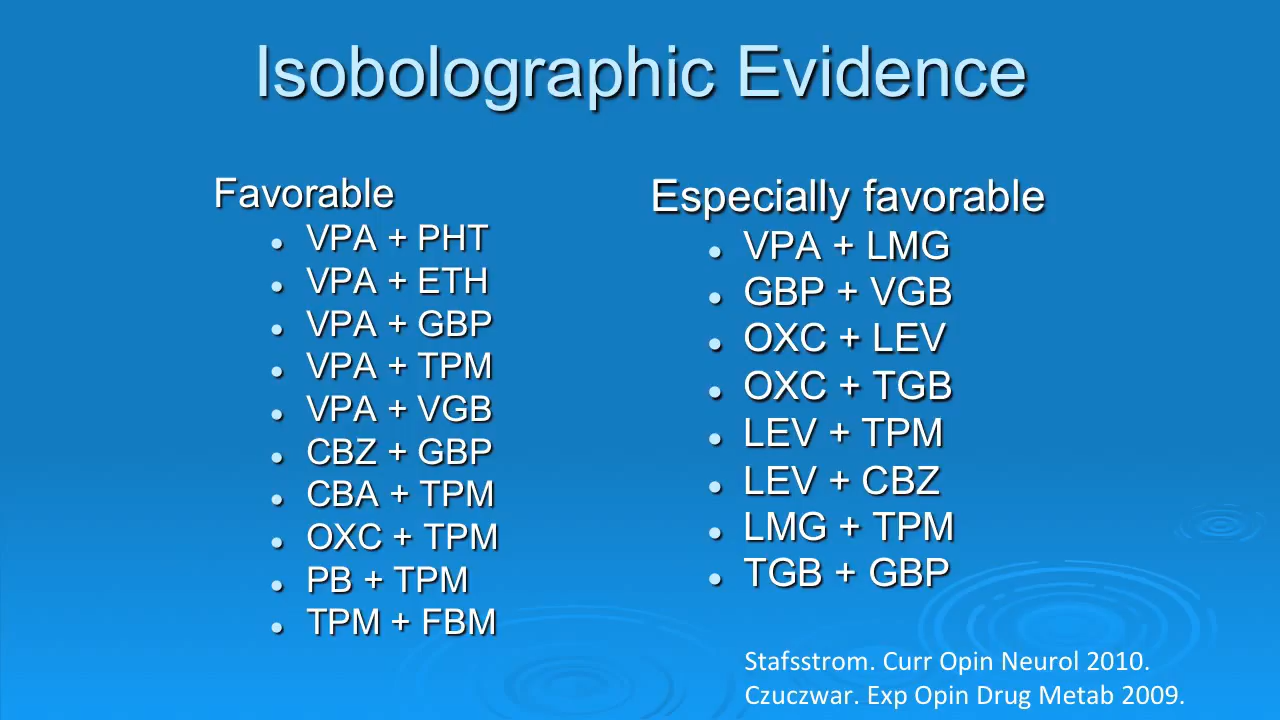 Isobolographic Evidence
Favorable
VPA + PHT
VPA + ETH
VPA + GBP
VPA + TPM
VPA + VGB
CBZ + GBP
CBA + TPM
OXC + TPM
PB + TPM
TPM + FBM
Especially favorable
VPA + LMG
GBP + VGB
OXC + LEV
OXC + TGB
LEV + TPM
LEV + CBZ
LMG + TPM
TGB + GBP
Stafsstrom. Curr Opin Neurol 2010.
Czuczwar. Exp Opin Drug Metab 2009.